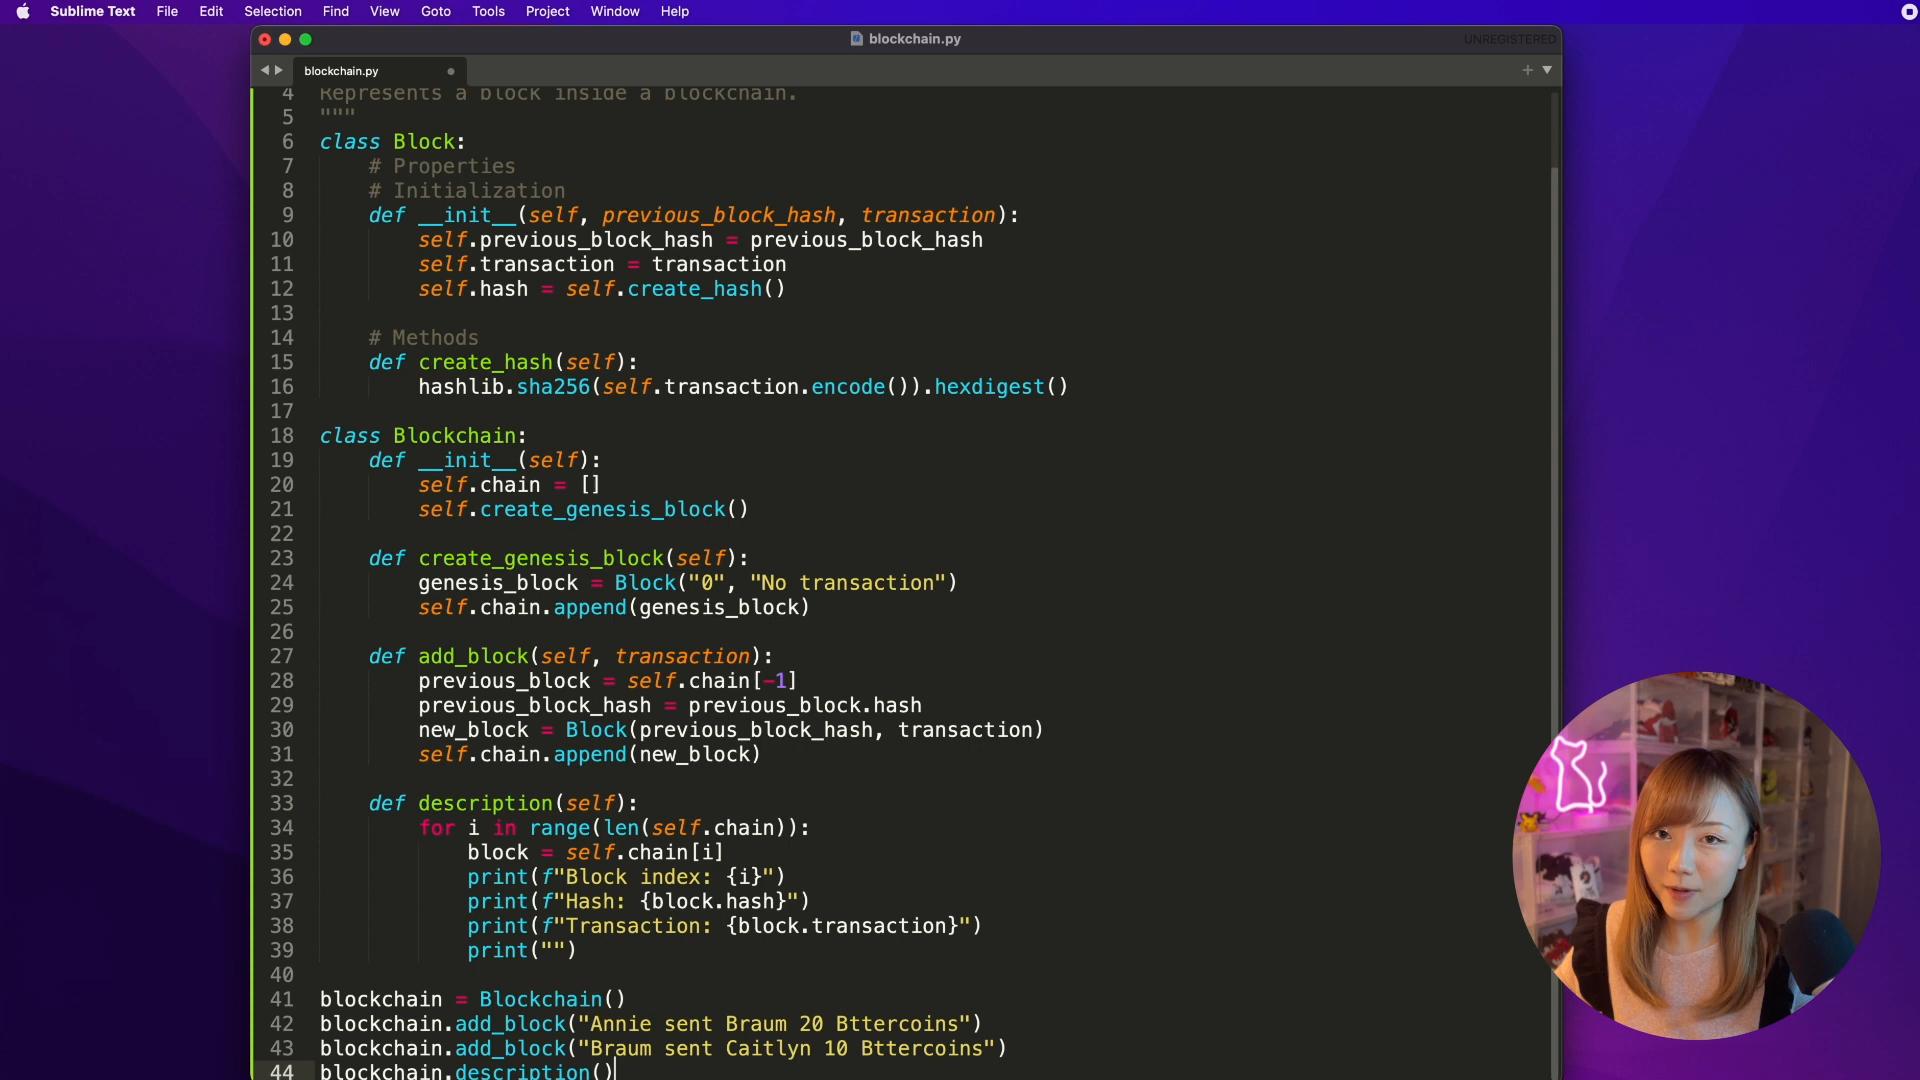 Sublime Text File Edit Selection Find View Goto Tools Project Window Help
blockchain.py UNREGISTERED
blockchain.py
4 Represents a block inside a blockchain.
5 """
6 class Block:
7     # Properties
8     # Initialization
9     def __init__(self, previous_block_hash, transaction):
10         self.previous_block_hash = previous_block_hash
11         self.transaction = transaction
12         self.hash = self.create_hash()
13
14     # Methods
15     def create_hash(self):
16         hashlib.sha256(self.transaction.encode()).hexdigest()
17
18 class Blockchain:
19     def __init__(self):
20         self.chain = []
21         self.create_genesis_block()
22
23     def create_genesis_block(self):
24         genesis_block = Block("0", "No transaction")
25         self.chain.append(genesis_block)
26
27     def add_block(self, transaction):
28         previous_block = self.chain[-1]
29         previous_block_hash = previous_block.hash
30         new_block = Block(previous_block_hash, transaction)
31         self.chain.append(new_block)
32
33     def description(self):
34         for i in range(len(self.chain)):
35             block = self.chain[i]
36             print(f"Block index: {i}")
37             print(f"Hash: {block.hash}")
38             print(f"Transaction: {block.transaction}")
39             print("")
40
41 blockchain = Blockchain()
42 blockchain.add_block("Annie sent Braum 20 Bttercoins")
43 blockchain.add_block("Braum sent Caitlyn 10 Bttercoins")
44 blockchain.description()